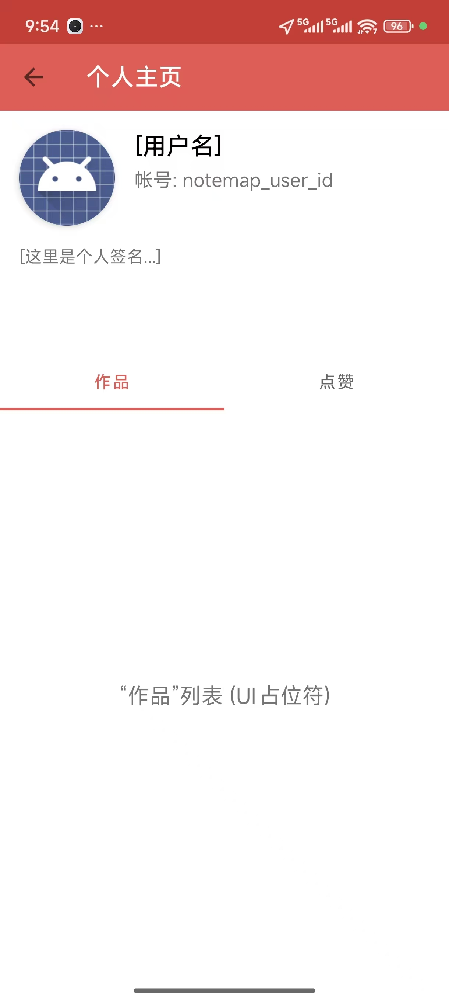 9:54 ... 5G 5G 7 96
个人主页
[用户名]
帐号: notemap_user_id
[这里是个人签名...]
作品 点赞
“作品”列表 (UI 占位符)